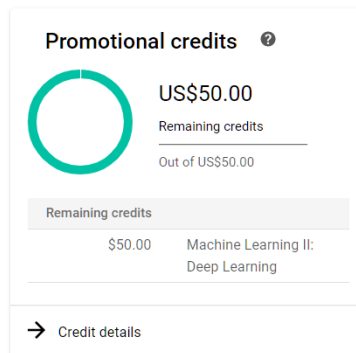 Promotional credits ?
US$50.00
Remaining credits
Out of US$50.00
Remaining credits
$50.00 Machine Learning II:
Deep Learning
Credit details